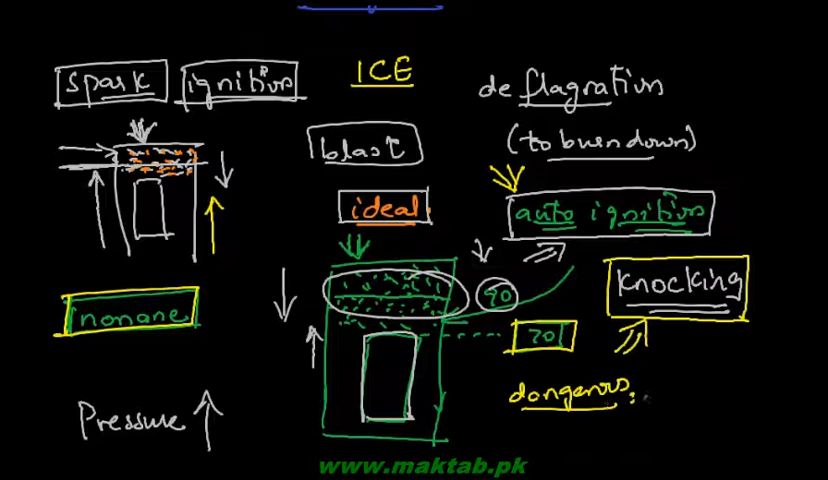 spark ignition
ICE
deflagration
(to burn down)
blast
ideal
auto ignition
knocking
nonane
90
70%
dangerous
Pressure
www.maktab.pk